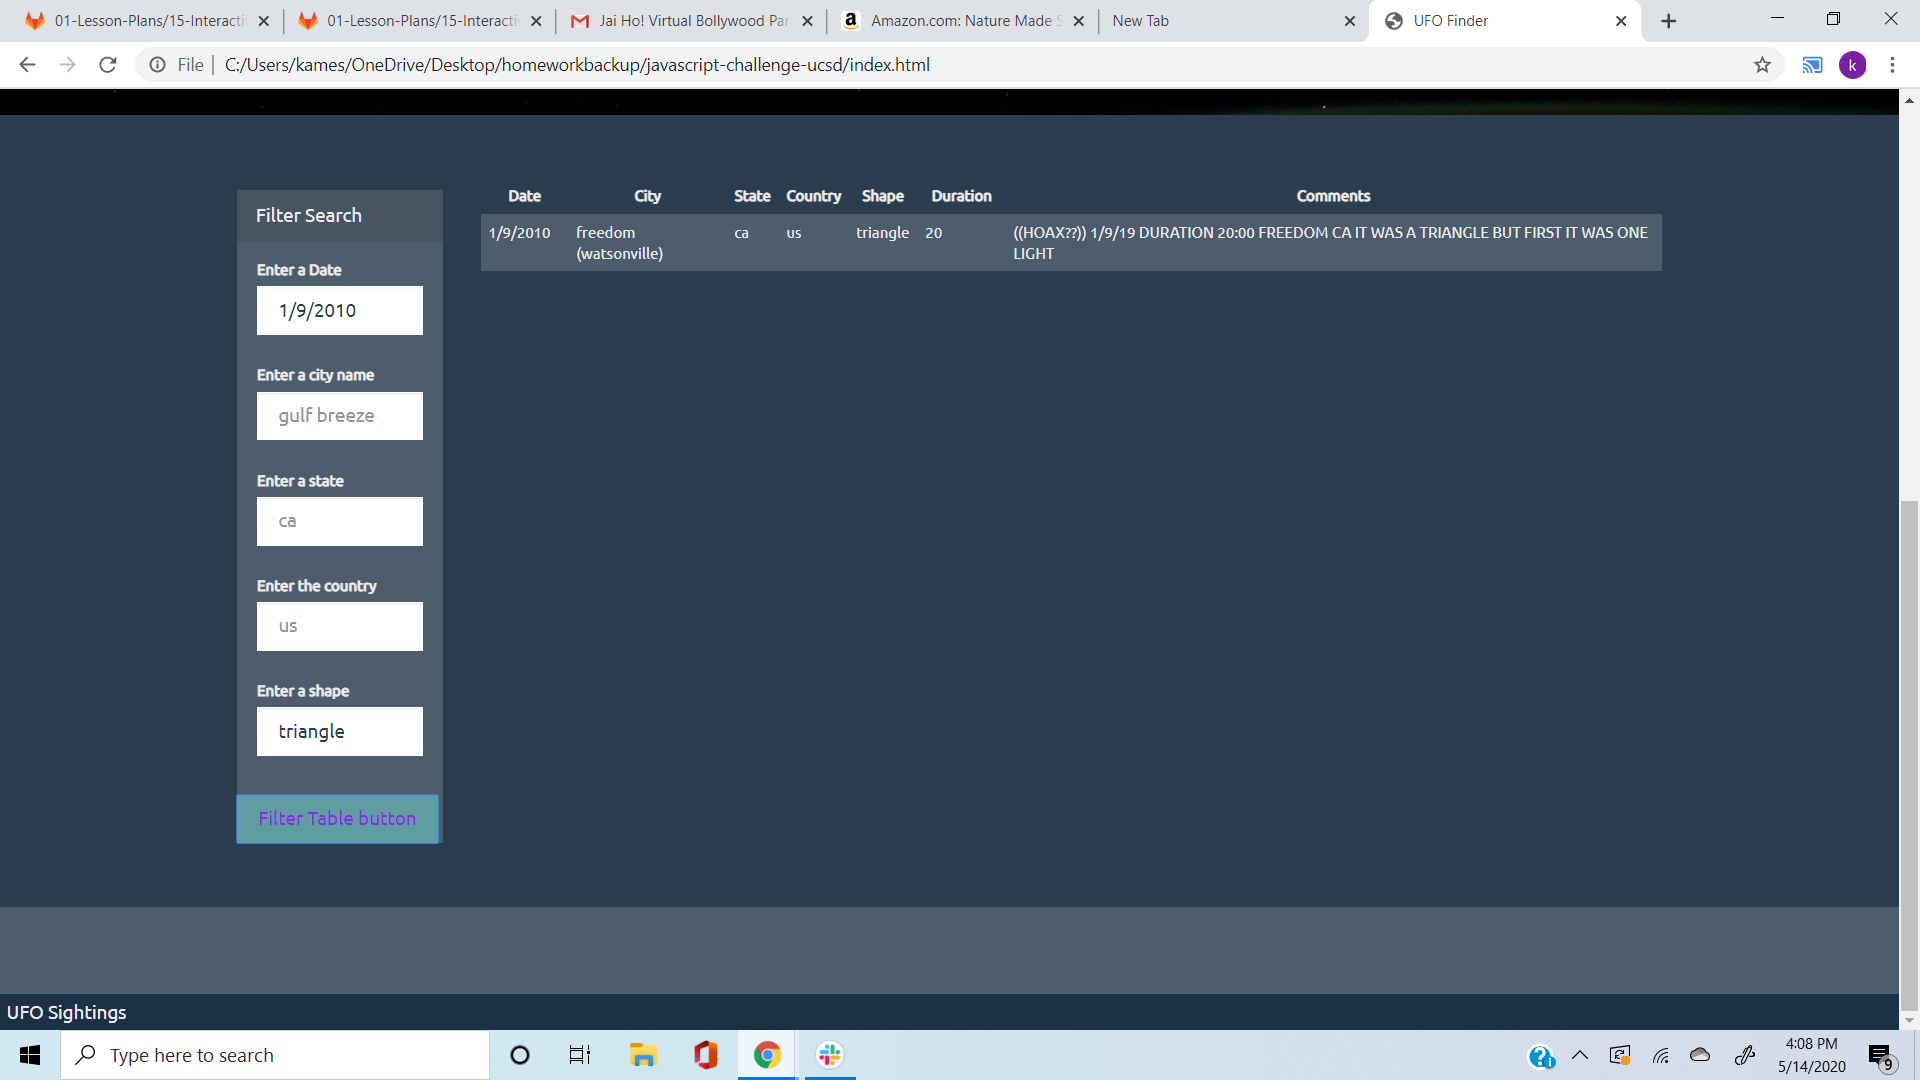 01-Lesson-Plans/15-Interacti
01-Lesson-Plans/15-Interacti
Jai Ho! Virtual Bollywood Par
Amazon.com: Nature Made S
New Tab
UFO Finder
File
C:/Users/kames/OneDrive/Desktop/homeworkbackup/javascript-challenge-ucsd/index.html
k
Filter Search
Enter a Date
1/9/2010
Enter a city name
gulf breeze
Enter a state
ca
Enter the country
us
Enter a shape
triangle
Filter Table button
Date City State Country Shape Duration Comments
1/9/2010 freedom (watsonville) ca us triangle 20 ((HOAX??)) 1/9/19 DURATION 20:00 FREEDOM CA IT WAS A TRIANGLE BUT FIRST IT WAS ONE LIGHT
UFO Sightings
Type here to search
4:08 PM
5/14/2020
9